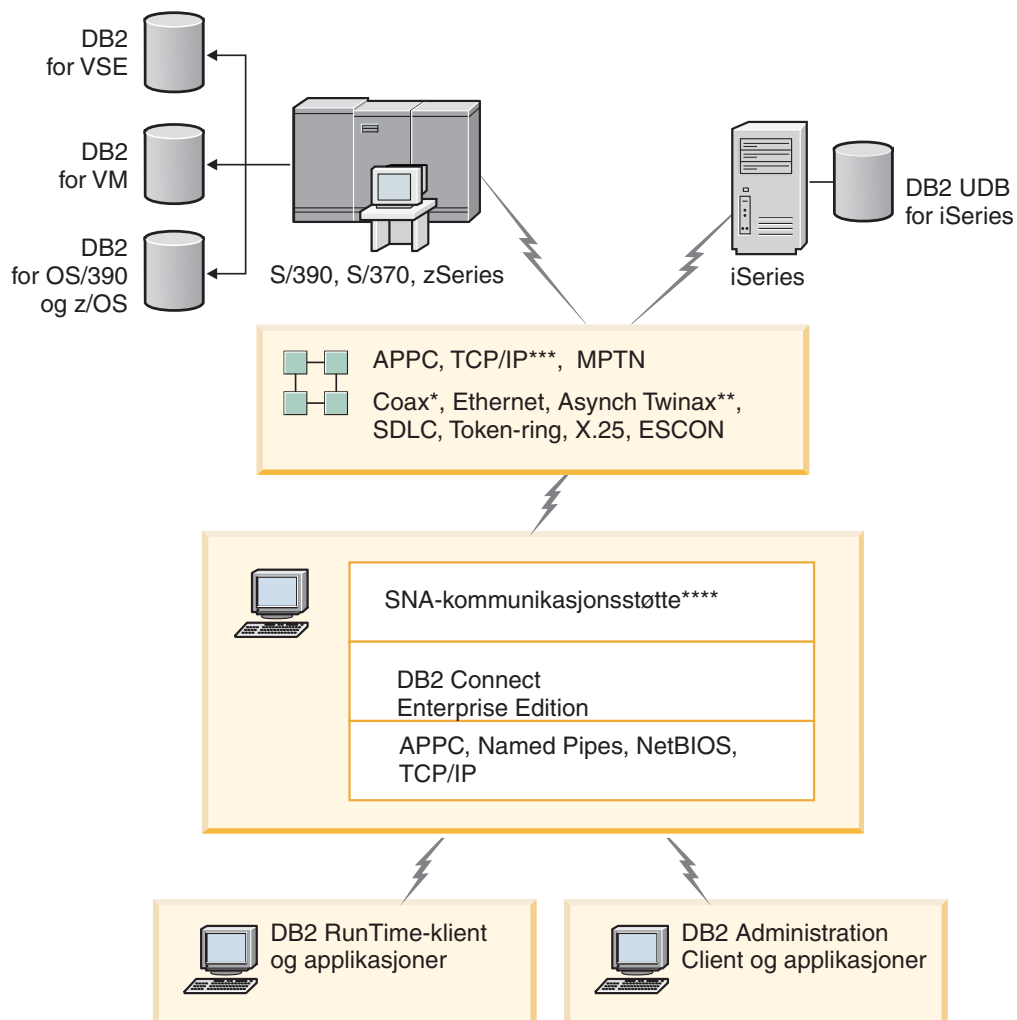 DB2
for VSE
DB2
for VM
DB2
for OS/390
og z/OS
S/390, S/370, zSeries
iSeries
DB2 UDB
for iSeries
APPC, TCP/IP***, MPTN
Coax*, Ethernet, Asynch Twinax**,
SDLC, Token-ring, X.25, ESCON
SNA-kommunikasjonsstøtte****
DB2 Connect
Enterprise Edition
APPC, Named Pipes, NetBIOS,
TCP/IP
DB2 RunTime-klient
og applikasjoner
DB2 Administration
Client og applikasjoner